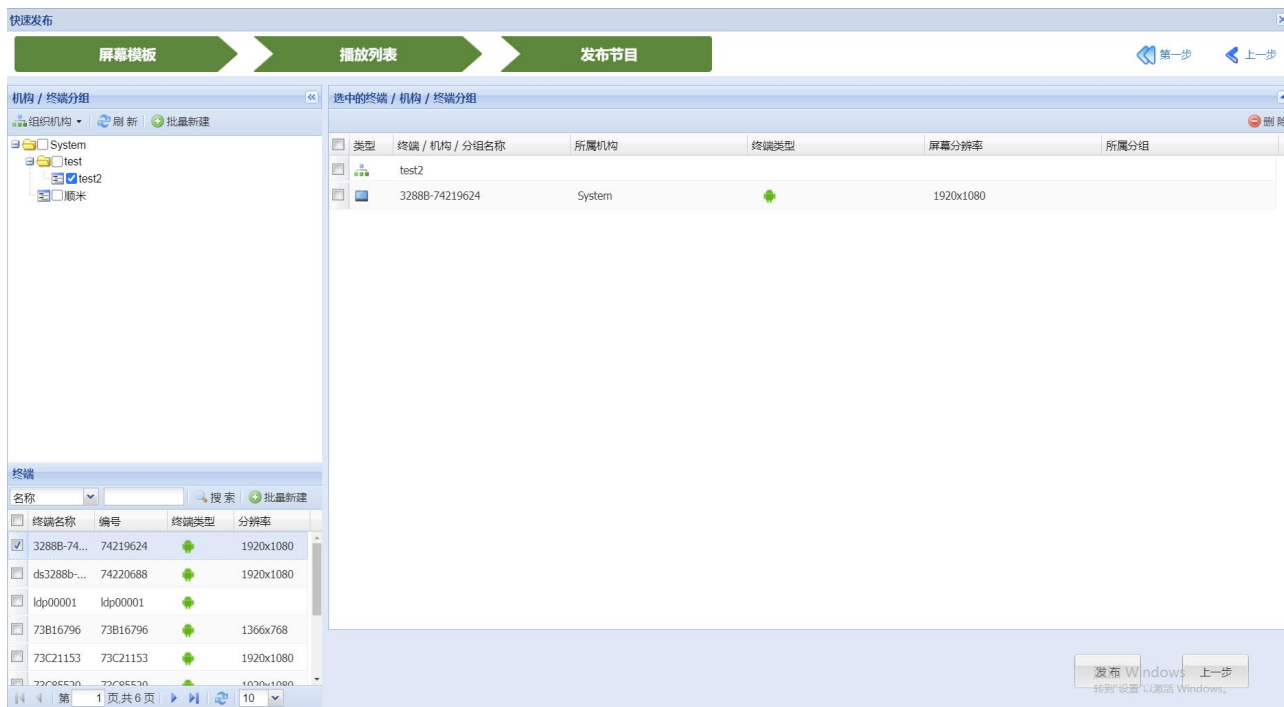 快速发布
屏幕模板 播放列表 发布节目 第一步 上一步
机构 / 终端分组
组织机构 刷 新 批量新建
System
test
test2
顺米
选中的终端 / 机构 / 终端分组
删 除
类型 终端 / 机构 / 分组名称 所属机构 终端类型 屏幕分辨率 所属分组
test2
3288B-74219624 System 1920x1080
终端
名称 搜 索 批量新建
终端名称 编号 终端类型 分辨率
3288B-74... 74219624 1920x1080
ds3288b-... 74220688 1920x1080
ldp00001 ldp00001
73B16796 73B16796 1366x768
73C21153 73C21153 1920x1080
第 1 页,共 6 页 10
发布 上一步
Windows
转到"设置"以激活 Windows。